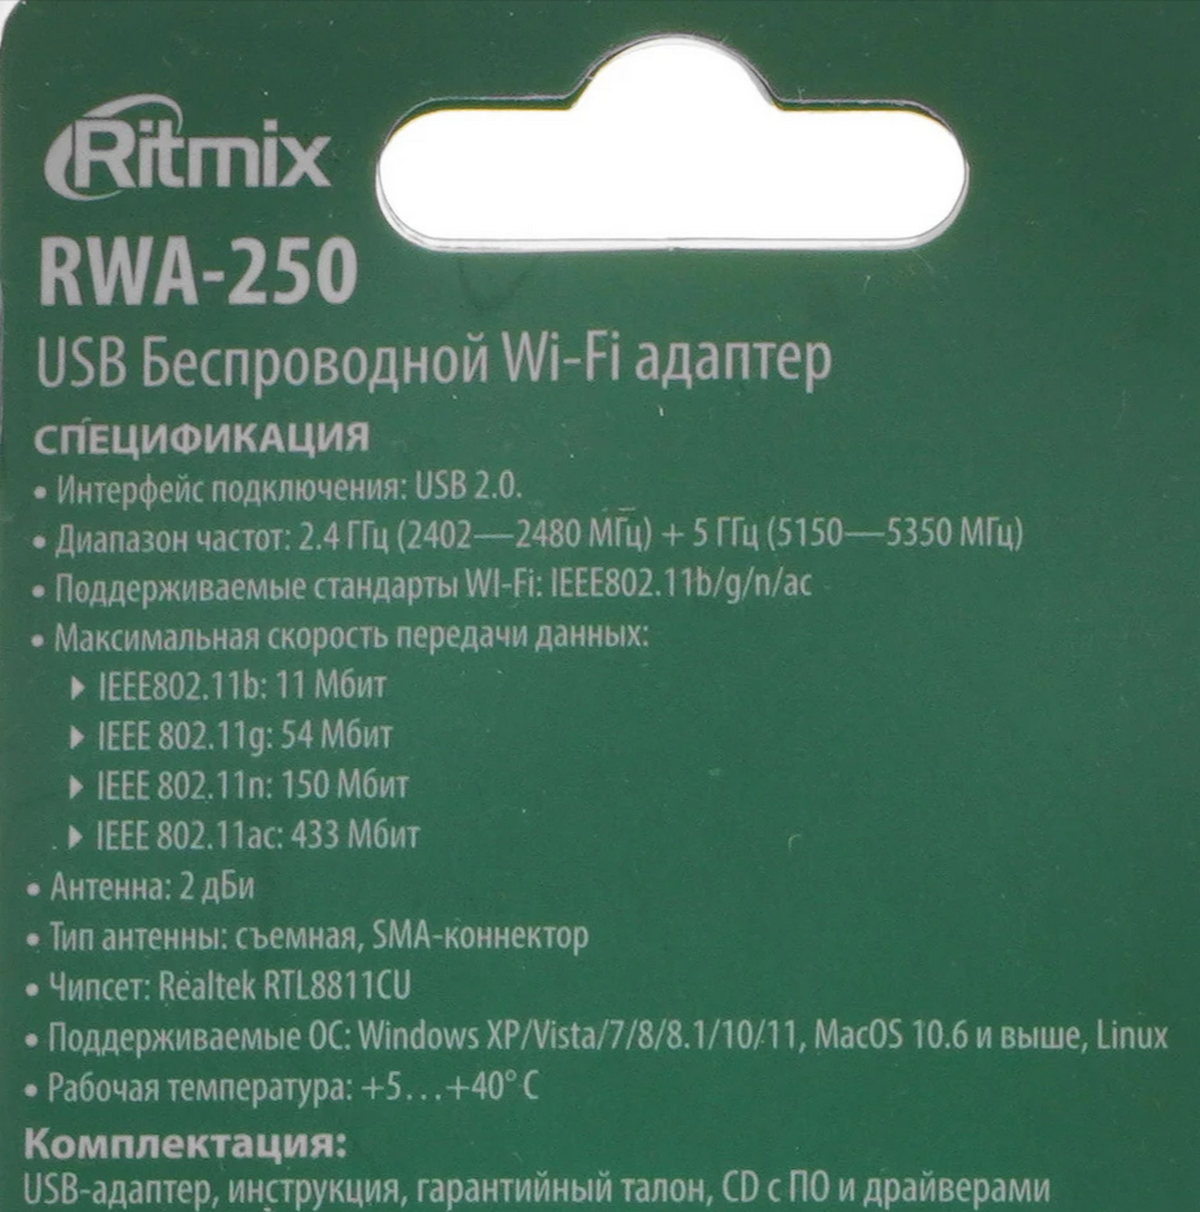 Ritmix
RWA-250
USB Беспроводной Wi-Fi адаптер
СПЕЦИФИКАЦИЯ
• Интерфейс подключения: USB 2.0.
• Диапазон частот: 2.4 ГГц (2402—2480 МГц) + 5 ГГц (5150—5350 МГц)
• Поддерживаемые стандарты WI-Fi: IEEE802.11b/g/n/ac
• Максимальная скорость передачи данных:
IEEE802.11b: 11 Мбит
IEEE 802.11g: 54 Мбит
IEEE 802.11n: 150 Мбит
IEEE 802.11ac: 433 Мбит
• Антенна: 2 дБи
• Тип антенны: съемная, SMA-коннектор
• Чипсет: Realtek RTL8811CU
• Поддерживаемые ОС: Windows XP/Vista/7/8/8.1/10/11, MacOS 10.6 и выше, Linux
• Рабочая температура: +5…+40° C
Комплектация:
USB-адаптер, инструкция, гарантийный талон, CD с ПО и драйверами